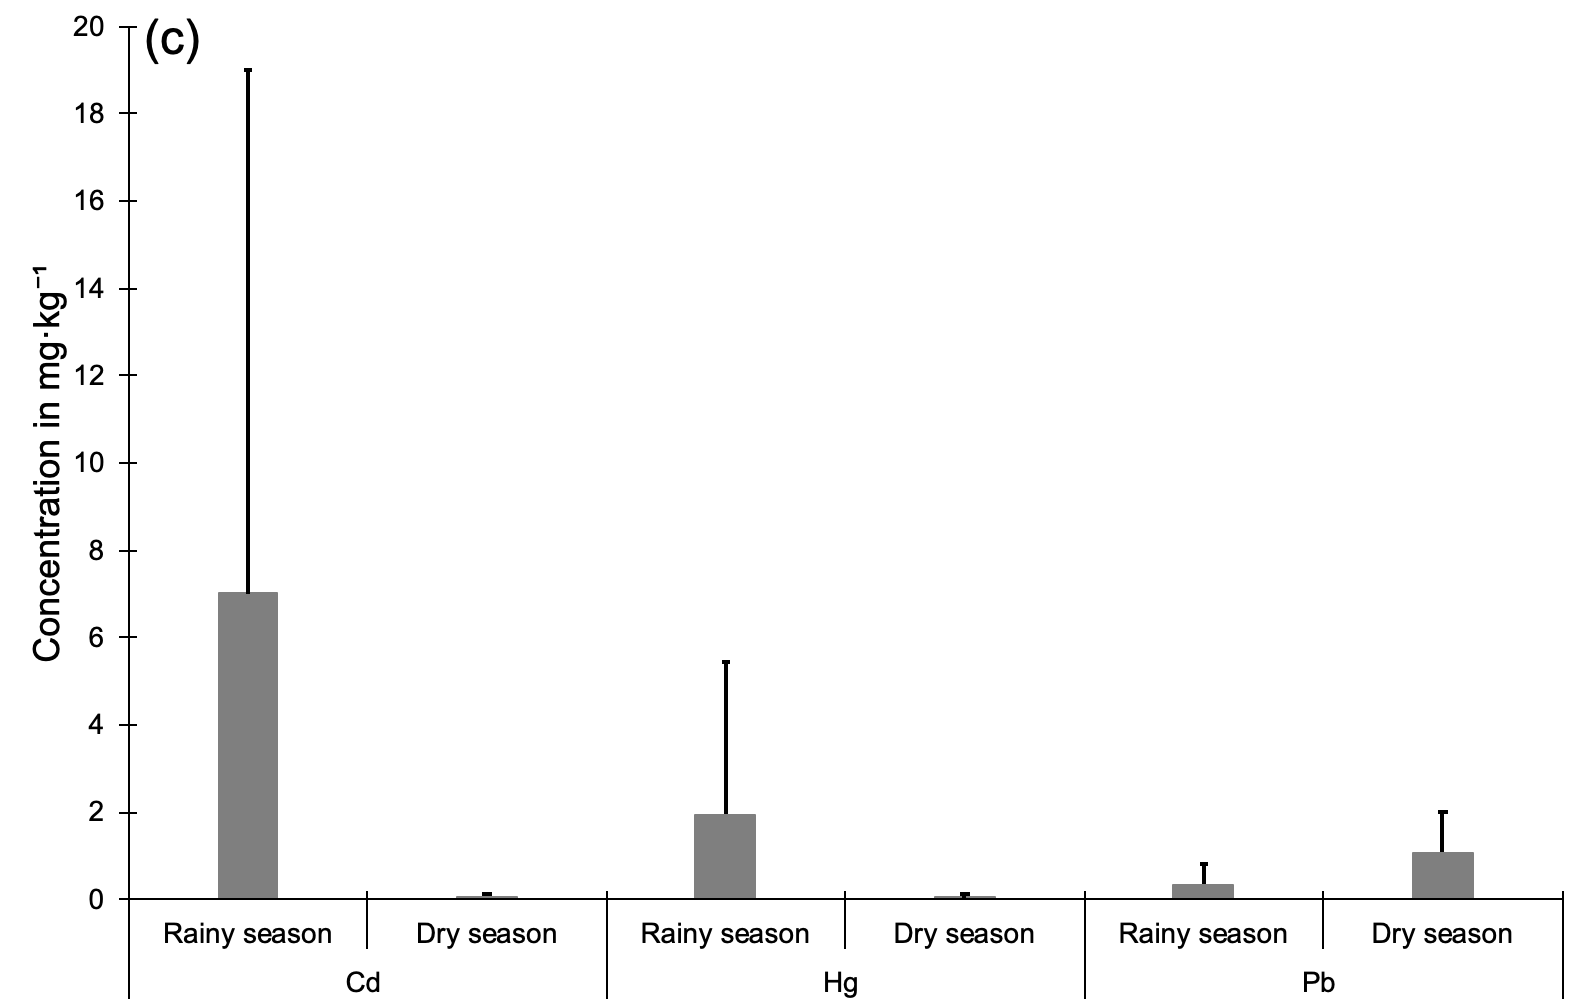 (c)
Concentration in mg·kg⁻¹
20
18
16
14
12
10
8
6
4
2
0
Rainy season Dry season Rainy season Dry season Rainy season Dry season
Cd Hg Pb